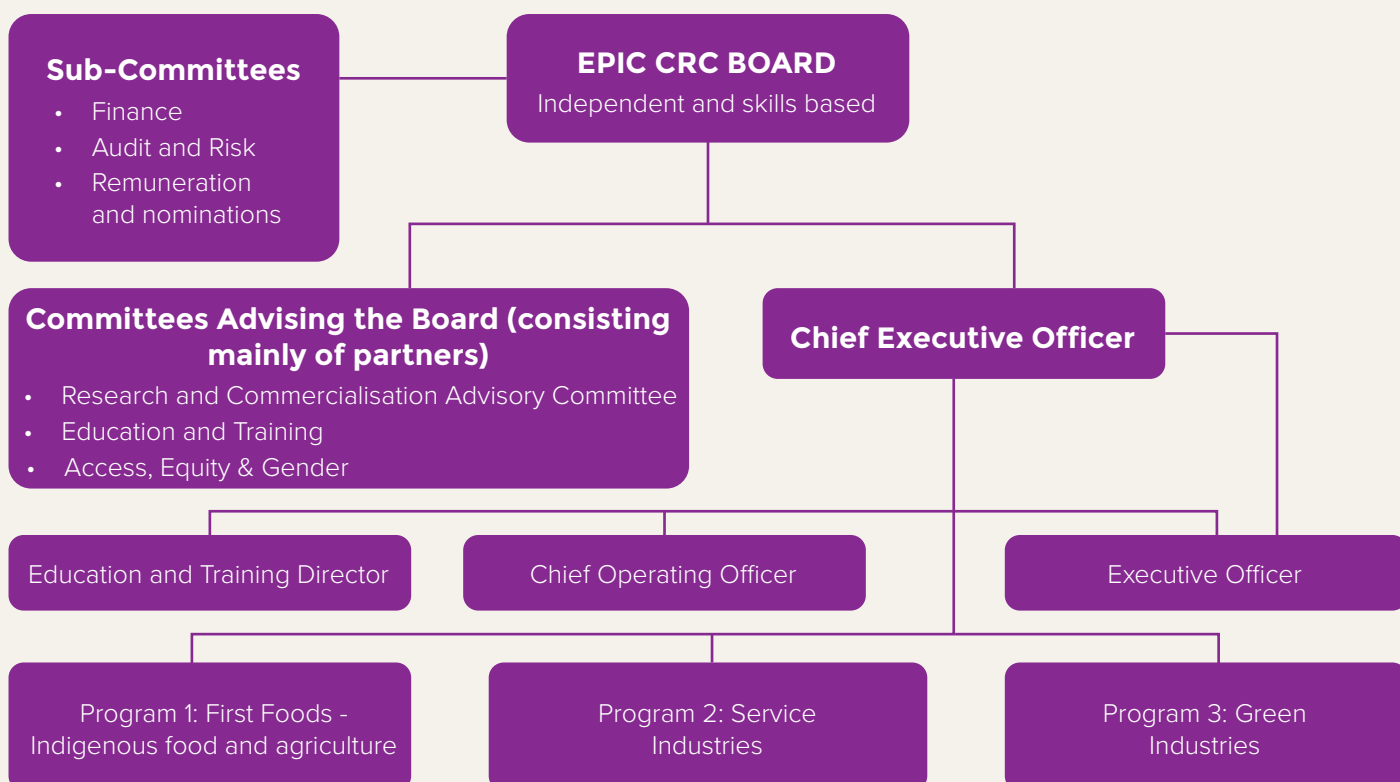 Sub-Committees
• Finance
• Audit and Risk
• Remuneration
and nominations
EPIC CRC BOARD
Independent and skills based
Committees Advising the Board (consisting
mainly of partners)
• Research and Commercialisation Advisory Committee
• Education and Training
• Access, Equity & Gender
Chief Executive Officer
Education and Training Director
Chief Operating Officer
Executive Officer
Program 1: First Foods -
Indigenous food and agriculture
Program 2: Service
Industries
Program 3: Green
Industries